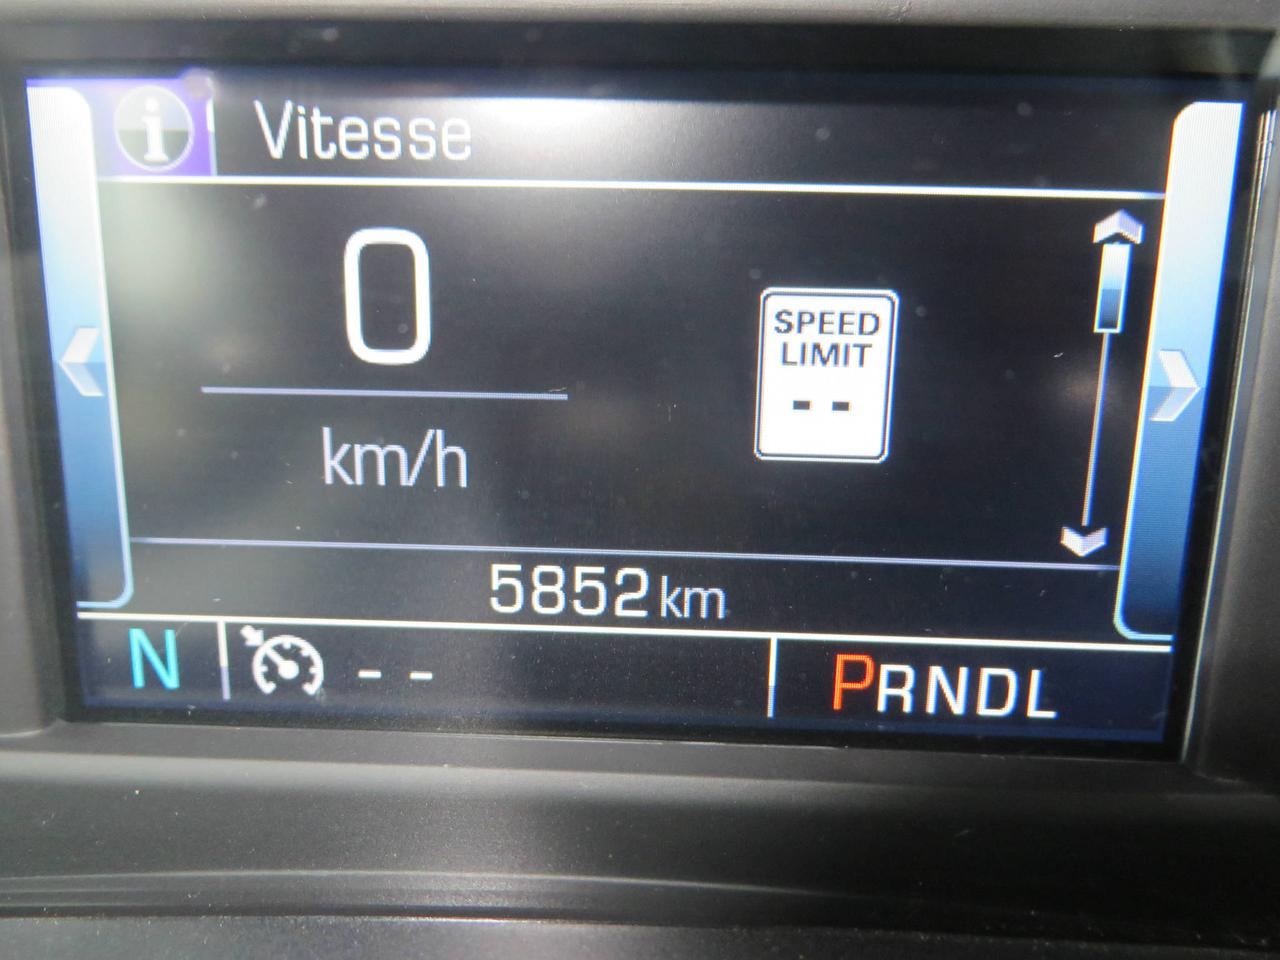 i Vitesse
0
km/h
SPEED
LIMIT
--
5852 km
N -- PRNDL